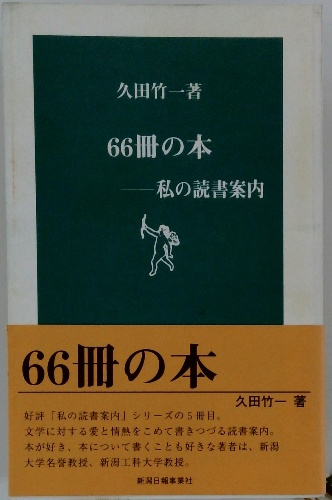 久田竹一著
66冊の本
――私の読書案内
66冊の本
久田竹一 著
好評「私の読書案内」シリーズの5冊目。
文学に対する愛と情熱をこめて書きつづる読書案内。
本が好き、本について書くことも好きな著者は、新潟
大学名誉教授、新潟工科大学教授。
新潟日報事業社